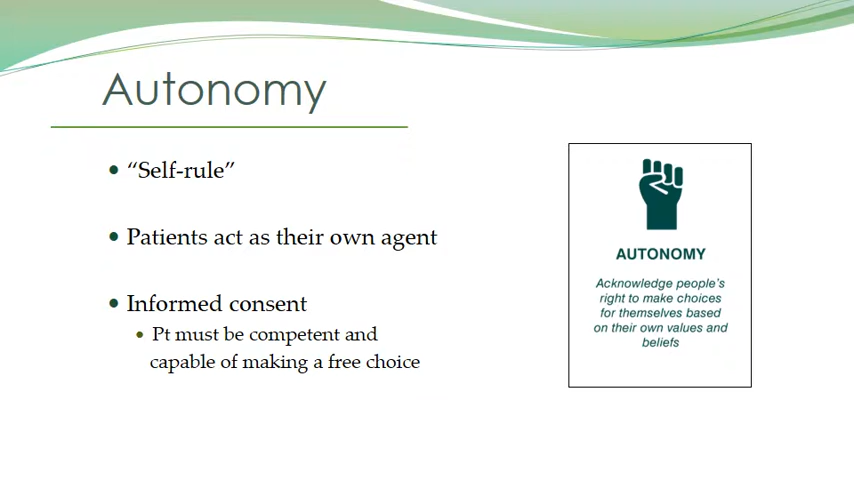 Autonomy
• “Self-rule”
• Patients act as their own agent
• Informed consent
• Pt must be competent and
capable of making a free choice
AUTONOMY
Acknowledge people’s
right to make choices
for themselves based
on their own values and
beliefs